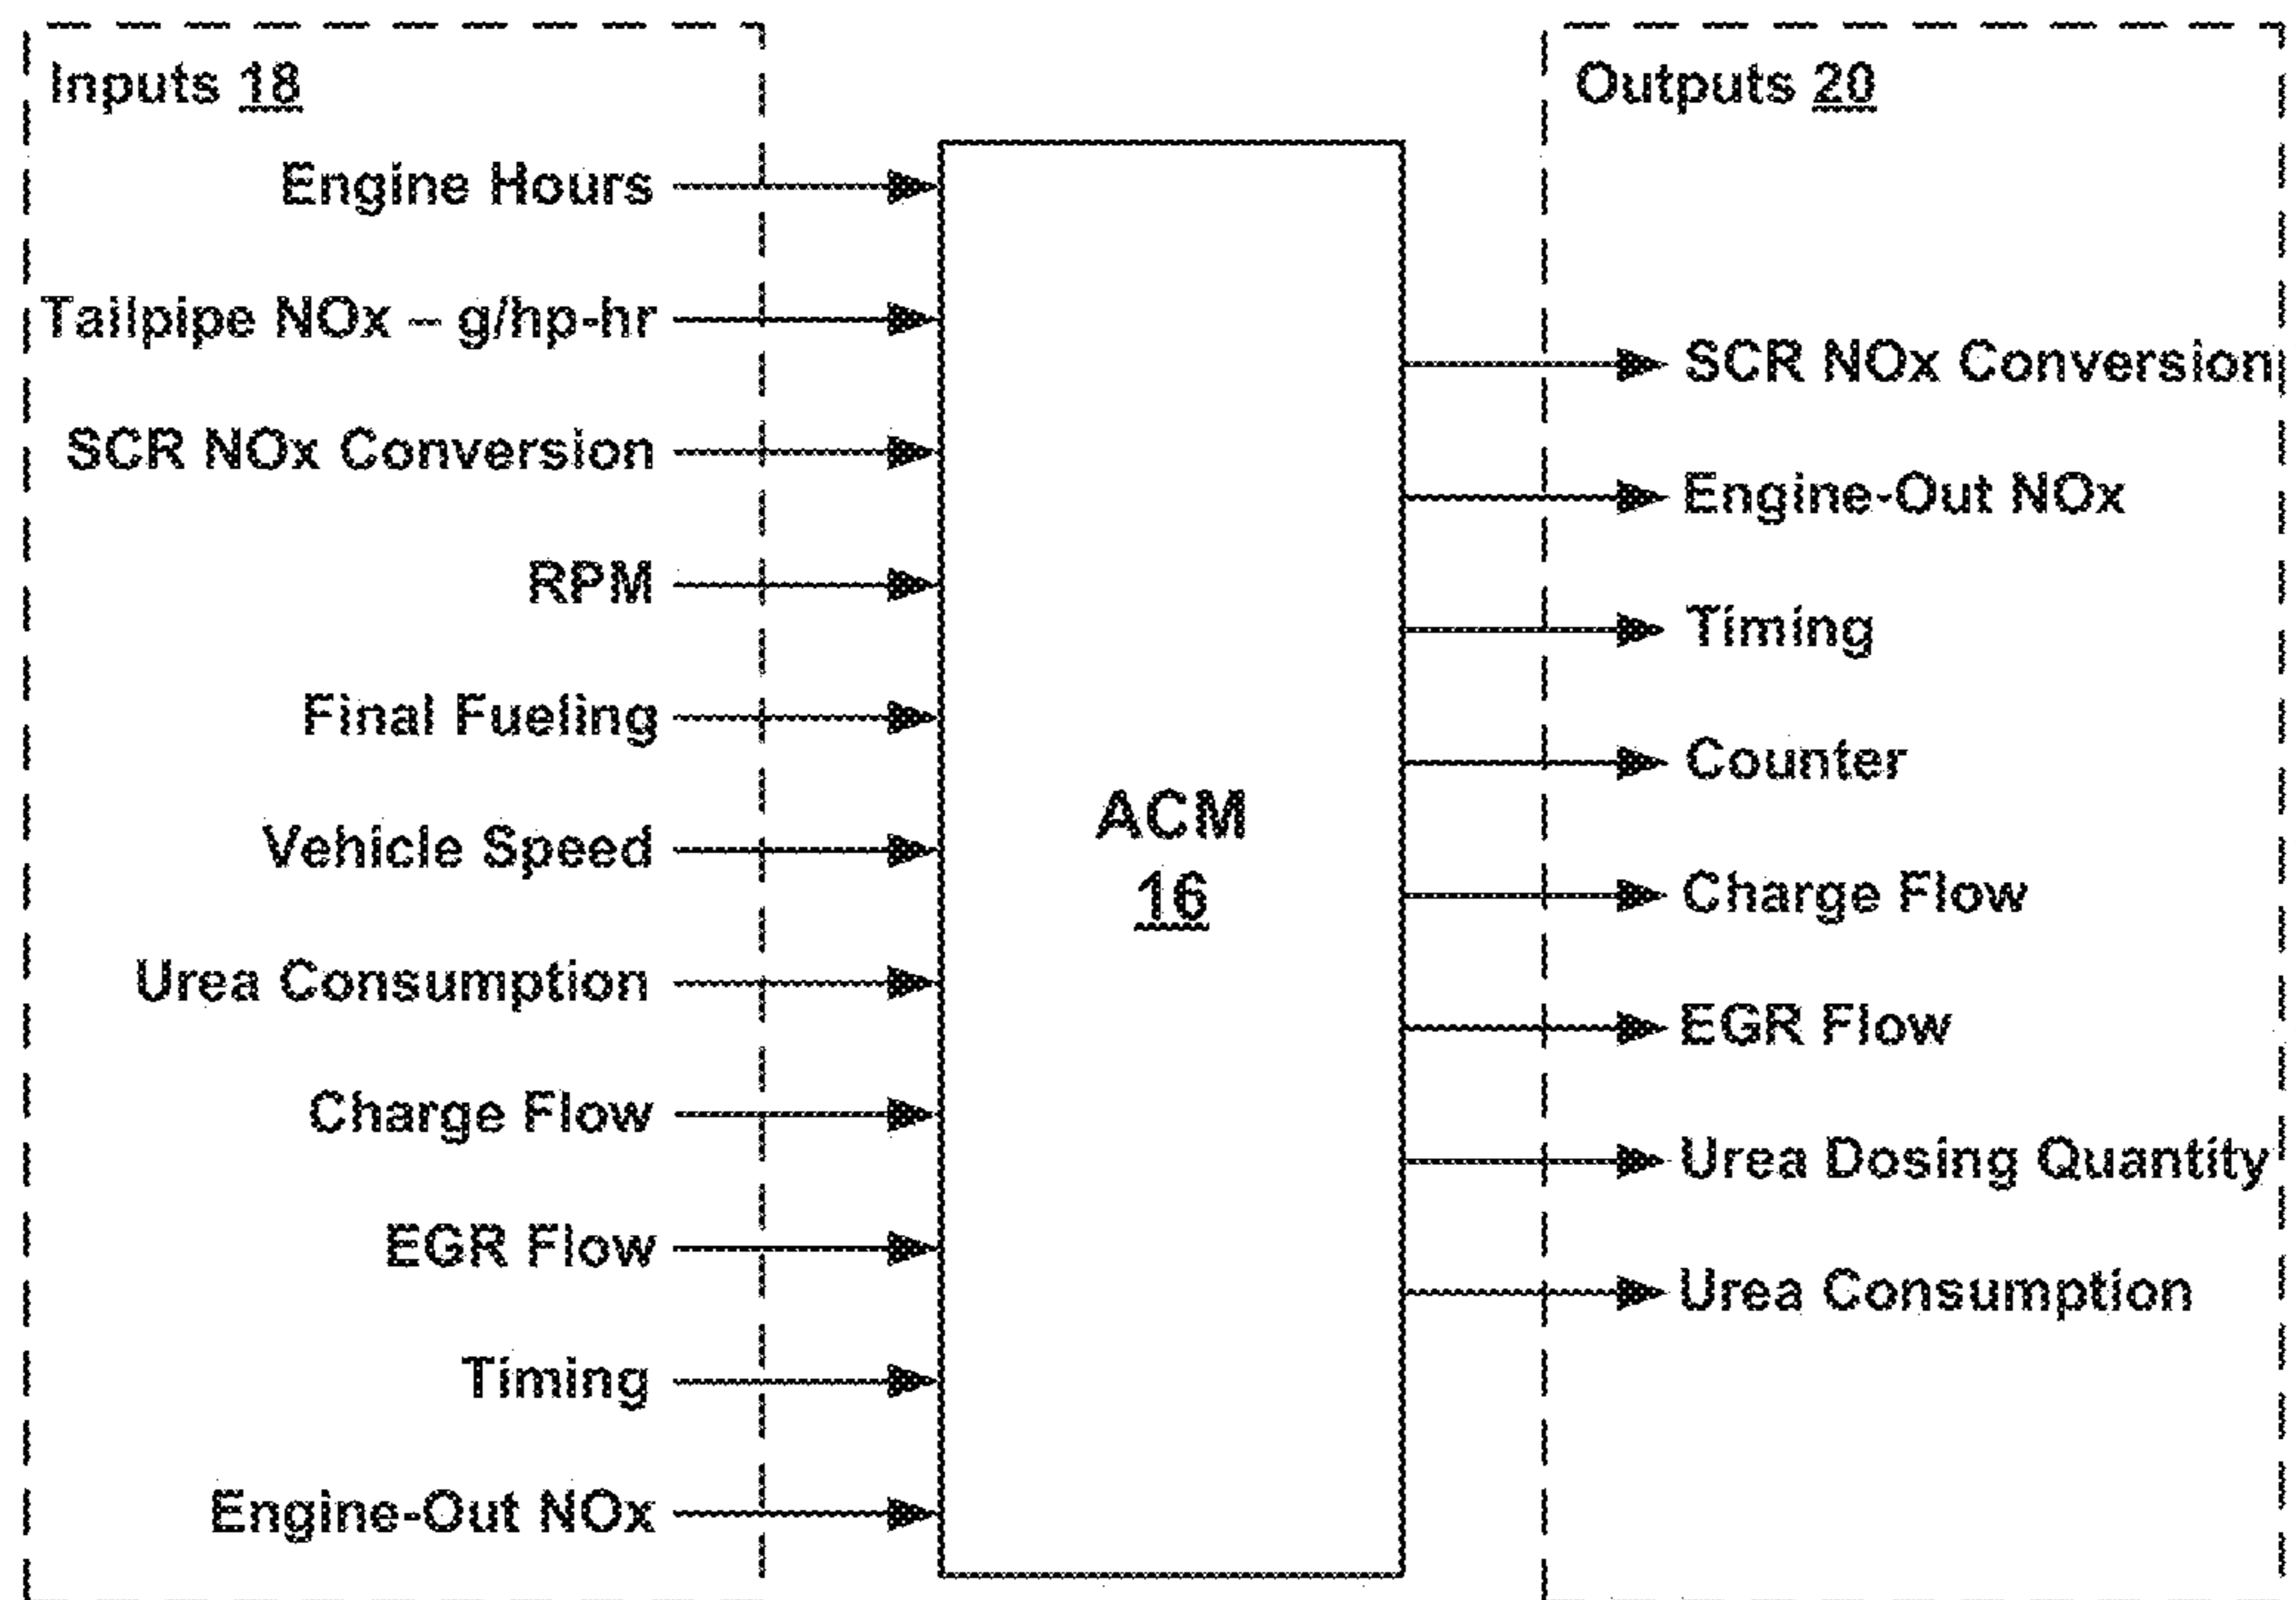 Inputs 18
Engine Hours
Tailpipe NOx – g/hp-hr
SCR NOx Conversion
RPM
Final Fueling
Vehicle Speed
Urea Consumption
Charge Flow
EGR Flow
Timing
Engine-Out NOx
ACM
16
Outputs 20
SCR NOx Conversion
Engine-Out NOx
Timing
Counter
Charge Flow
EGR Flow
Urea Dosing Quantity
Urea Consumption